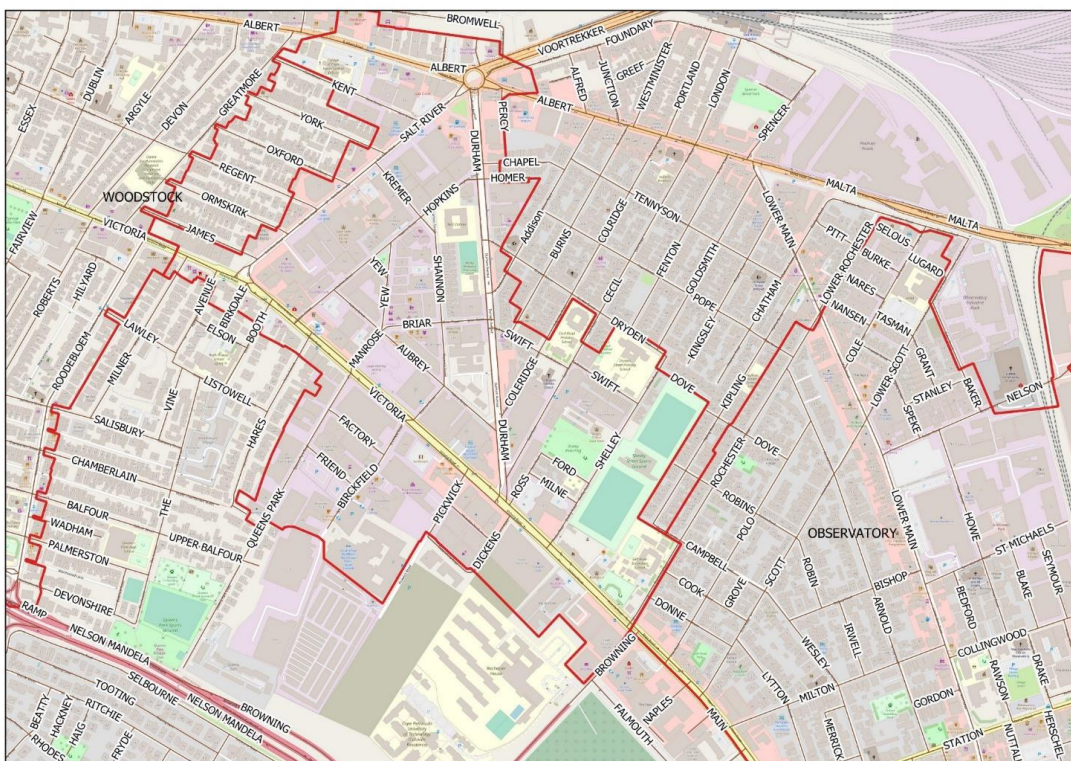 BROMWELL
ALBERT
VOORTREKKER
FOUNDARY
DUBLIN
ESSEX
ARGYLE
DEVON
GREATMORE
KENT
ALBERT
SALT RIVER
PERCY
ALBERT
ALFRED
JUNCTION
GREEF
WESTMINISTER
PORTLAND
LONDON
SPENCER
YORK
OXFORD
REGENT
ORMSKIRK
JAMES
WOODSTOCK
DURHAM
CHAPEL
HOMER
KREMER
HOPKINS
TENNYSON
LOWER MAIN
MALTA
MALTA
FAIRVIEW
VICTORIA
Addison
BURNS
COLRIDGE
FENTON
GOLDSMITH
CHATHAM
PITT
LOWER ROCHESTER
SELOUS
LUGARD
BURKE
NARES
HANSEN
TASMAN
ROBERTS
HILYARD
AVENUE
BIRKDALE
ELSON
BOOTH
YEW
YEW
SHANNON
CECIL
POPE
KINGSLEY
DRYDEN
ROODEBLOEM
LAWLEY
MILNER
MANROSE
BRIAR
AUBREY
SWIFT
COLERIDGE
SWIFT
DOVE
KIPLING
COLE
LOWER SCOTT
GRANT
STANLEY
SPEKE
BAKER
NELSON
VINE
LISTOWELL
SALISBURY
HARES
VICTORIA
FACTORY
FRIEND
BIRCKFIELD
DURHAM
SHELLEY
FORD
MILNE
ROSS
ROCHESTER
DOVE
ROBINS
POLO
CHAMBERLAIN
THE
BALFOUR
WADHAM
PALMERSTON
UPPER BALFOUR
QUEENS PARK
PICKWICK
DICKENS
OBSERVATORY
LOWER MAIN
HOWE
ST MICHAELS
SEYMOUR
CAMPBELL
COOK
DONNE
GROVE
SCOTT
ROBIN
BISHOP
BLAKE
DEVONSHIRE
RAMP
NELSON MANDELA
SELBOURNE
NELSON MANDELA
BROWNING
BROWNING
NAPLES
FALMOUTH
MAIN
IRWELL
ARNOLD
BEDFORD
COLLINGWOOD
WESLEY
LYTTON
MILTON
MERRICK
GORDON
RAWSON
DRAKE
STATION
NUTTALL
HERSCHEL
BEATTY
HACKNEY
HAIG
TOOTING
RITCHIE
FRYDE
RHODES